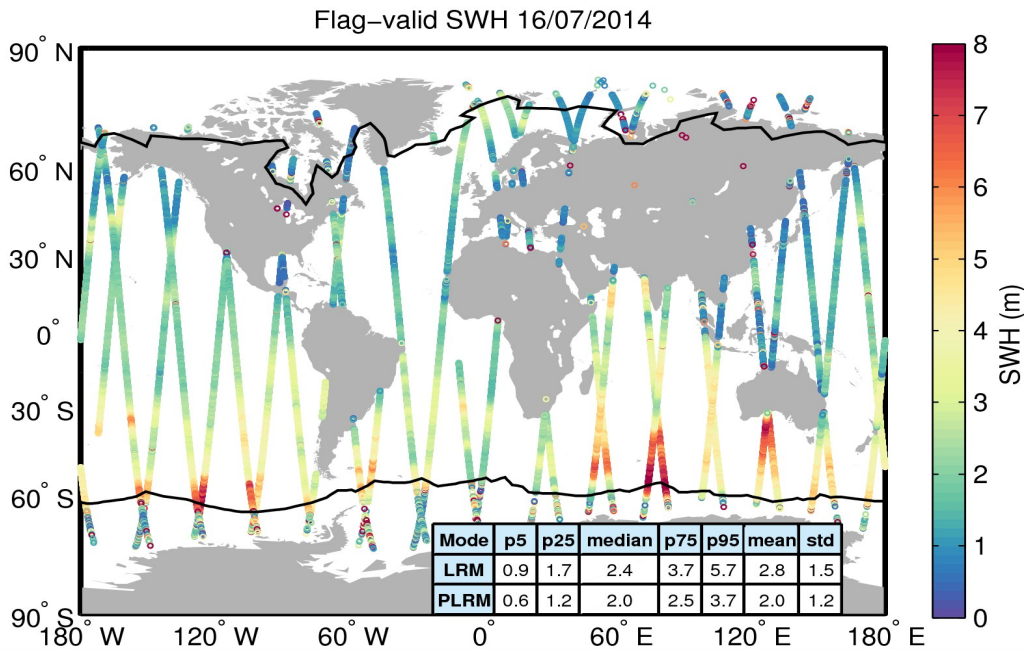 Flag−valid SWH 16/07/2014
90° N
60° N
30° N
0°
30° S
60° S
90° S
180° W 120° W 60° W 0° 60° E 120° E 180° E
8
7
6
5
4
3
2
1
0
SWH (m)
Mode p5 p25 median p75 p95 mean std
LRM 0.9 1.7 2.4 3.7 5.7 2.8 1.5
PLRM 0.6 1.2 2.0 2.5 3.7 2.0 1.2